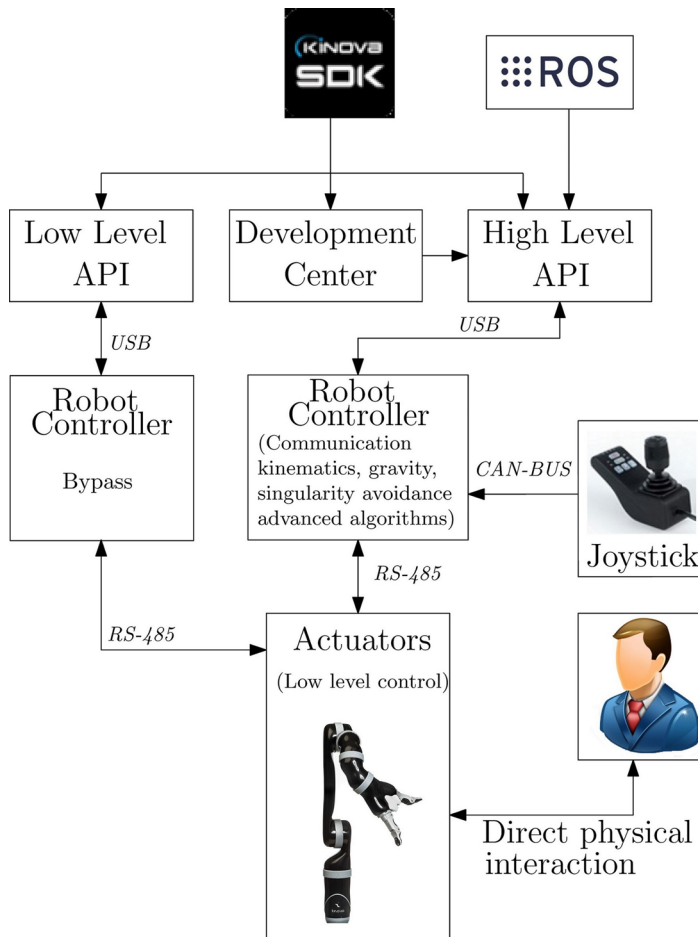 KINOVA
SDK
ROS
Low Level
API
Development
Center
High Level
API
USB
USB
Robot
Controller
Bypass
Robot
Controller
(Communication
kinematics, gravity,
singularity avoidance
advanced algorithms)
CAN-BUS
Joystick
RS-485
RS-485
Actuators
(Low level control)
Direct physical
interaction
kinova